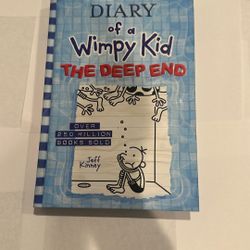 DIARY
of a
Wimpy Kid
THE DEEP END
OVER
250 MILLION
BOOKS SOLD
Jeff
Kinney